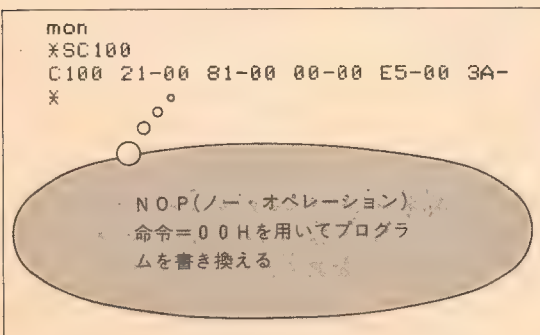 mon
*SC100
C100 21-00 81-00 00-00 E5-00 3A-
*
NOP(ノー・オペレーション)
命令=00Hを用いてプログラ
ムを書き換える